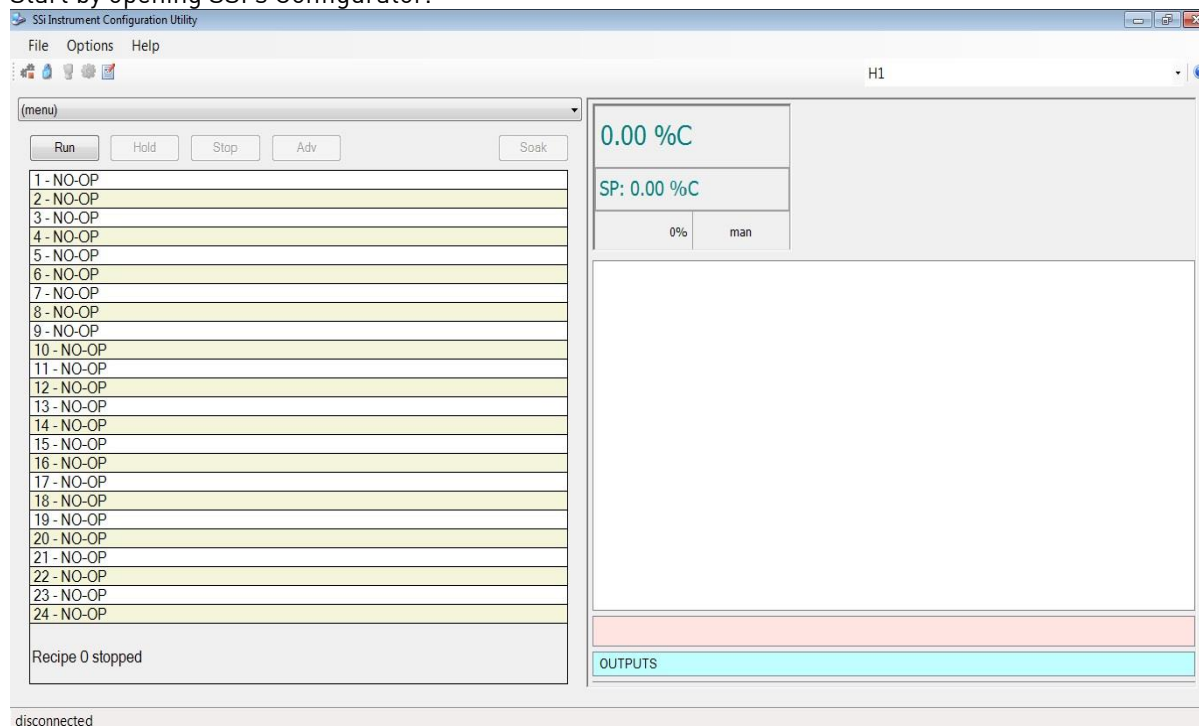 Start by opening SSi's Configurator:
SSi Instrument Configuration Utility
File Options Help
H1
(menu)
Run Hold Stop Adv Soak
1 - NO-OP
2 - NO-OP
3 - NO-OP
4 - NO-OP
5 - NO-OP
6 - NO-OP
7 - NO-OP
8 - NO-OP
9 - NO-OP
10 - NO-OP
11 - NO-OP
12 - NO-OP
13 - NO-OP
14 - NO-OP
15 - NO-OP
16 - NO-OP
17 - NO-OP
18 - NO-OP
19 - NO-OP
20 - NO-OP
21 - NO-OP
22 - NO-OP
23 - NO-OP
24 - NO-OP
Recipe 0 stopped
0.00 %C
SP: 0.00 %C
0% man
OUTPUTS
disconnected